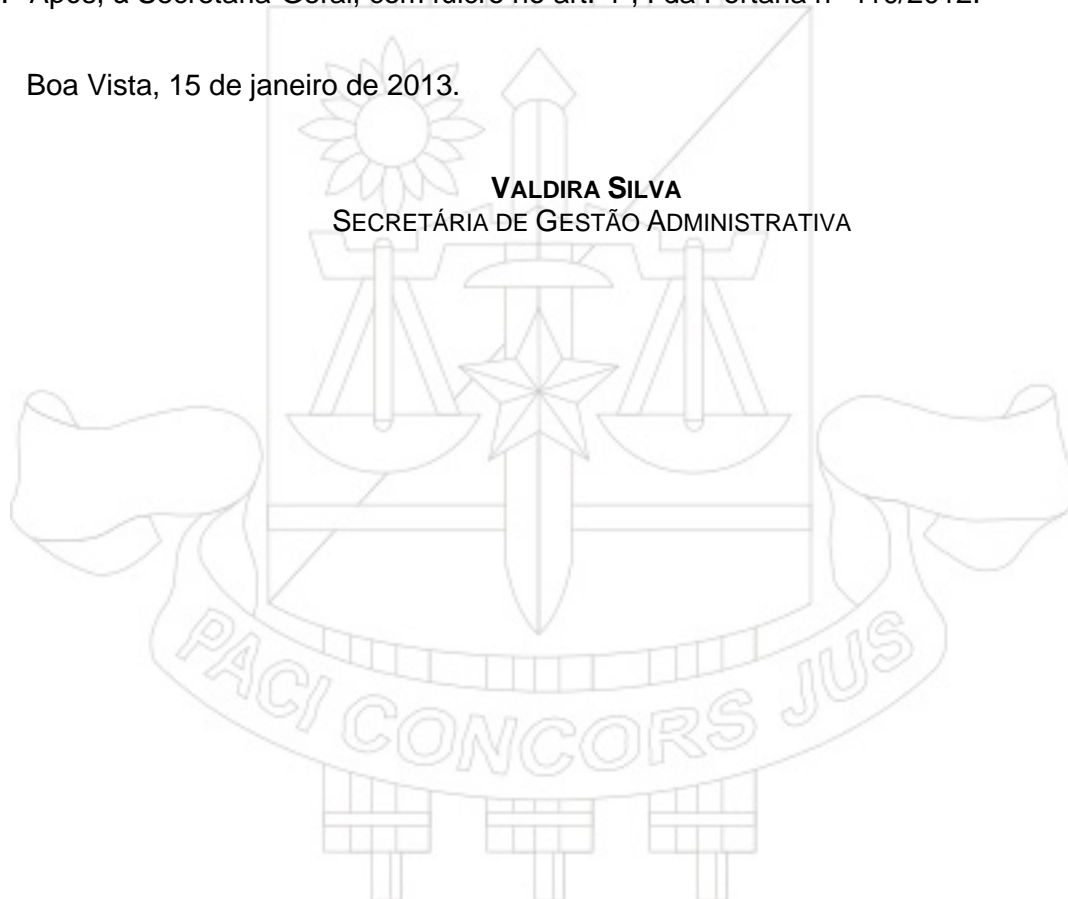 Boa Vista, 15 de janeiro de 2013.
VALDIRA SILVA
SECRETÁRIA DE GESTÃO ADMINISTRATIVA
PACI CONCORS JUS